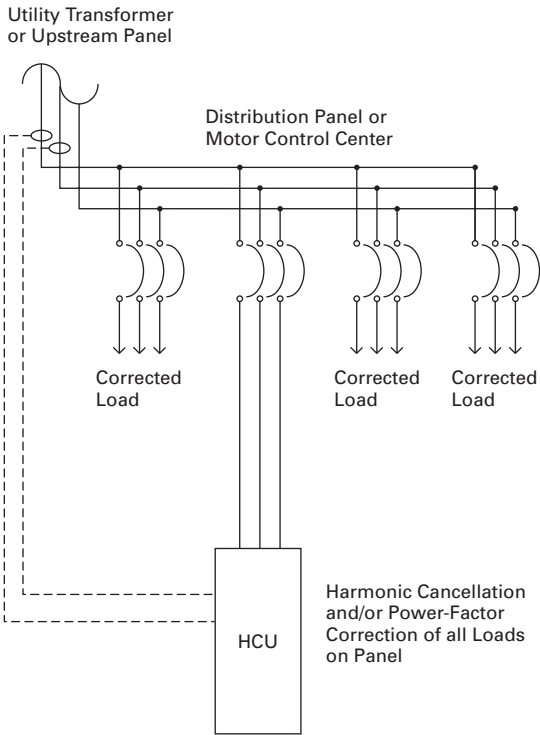 Utility Transformer
or Upstream Panel
Distribution Panel or
Motor Control Center
Corrected
Load
Corrected
Load
Corrected
Load
HCU
Harmonic Cancellation
and/or Power-Factor
Correction of all Loads
on Panel